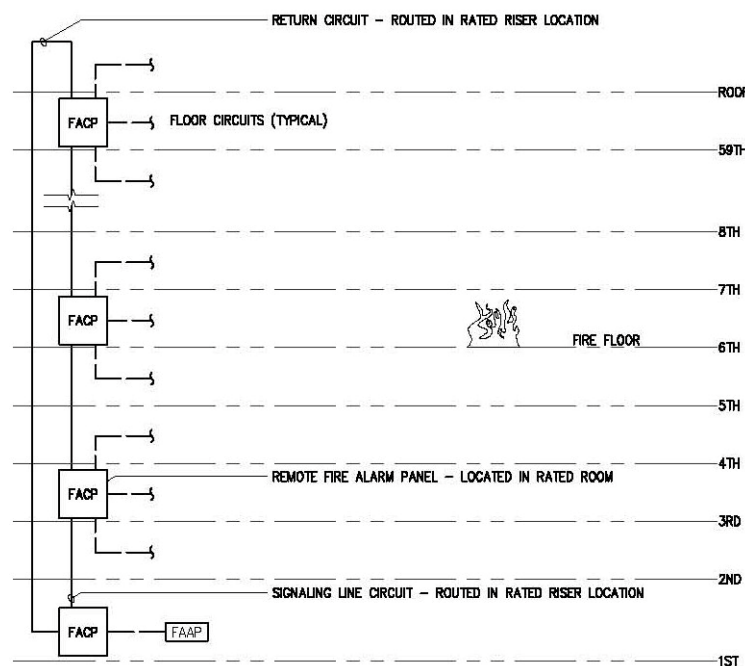 RETURN CIRCUIT – ROUTED IN RATED RISER LOCATION
ROOF
FACP
FLOOR CIRCUITS (TYPICAL)
59TH
8TH
7TH
FACP
FIRE FLOOR
6TH
5TH
4TH
REMOTE FIRE ALARM PANEL – LOCATED IN RATED ROOM
FACP
3RD
2ND
SIGNALING LINE CIRCUIT – ROUTED IN RATED RISER LOCATION
FACP
FAAP
1ST